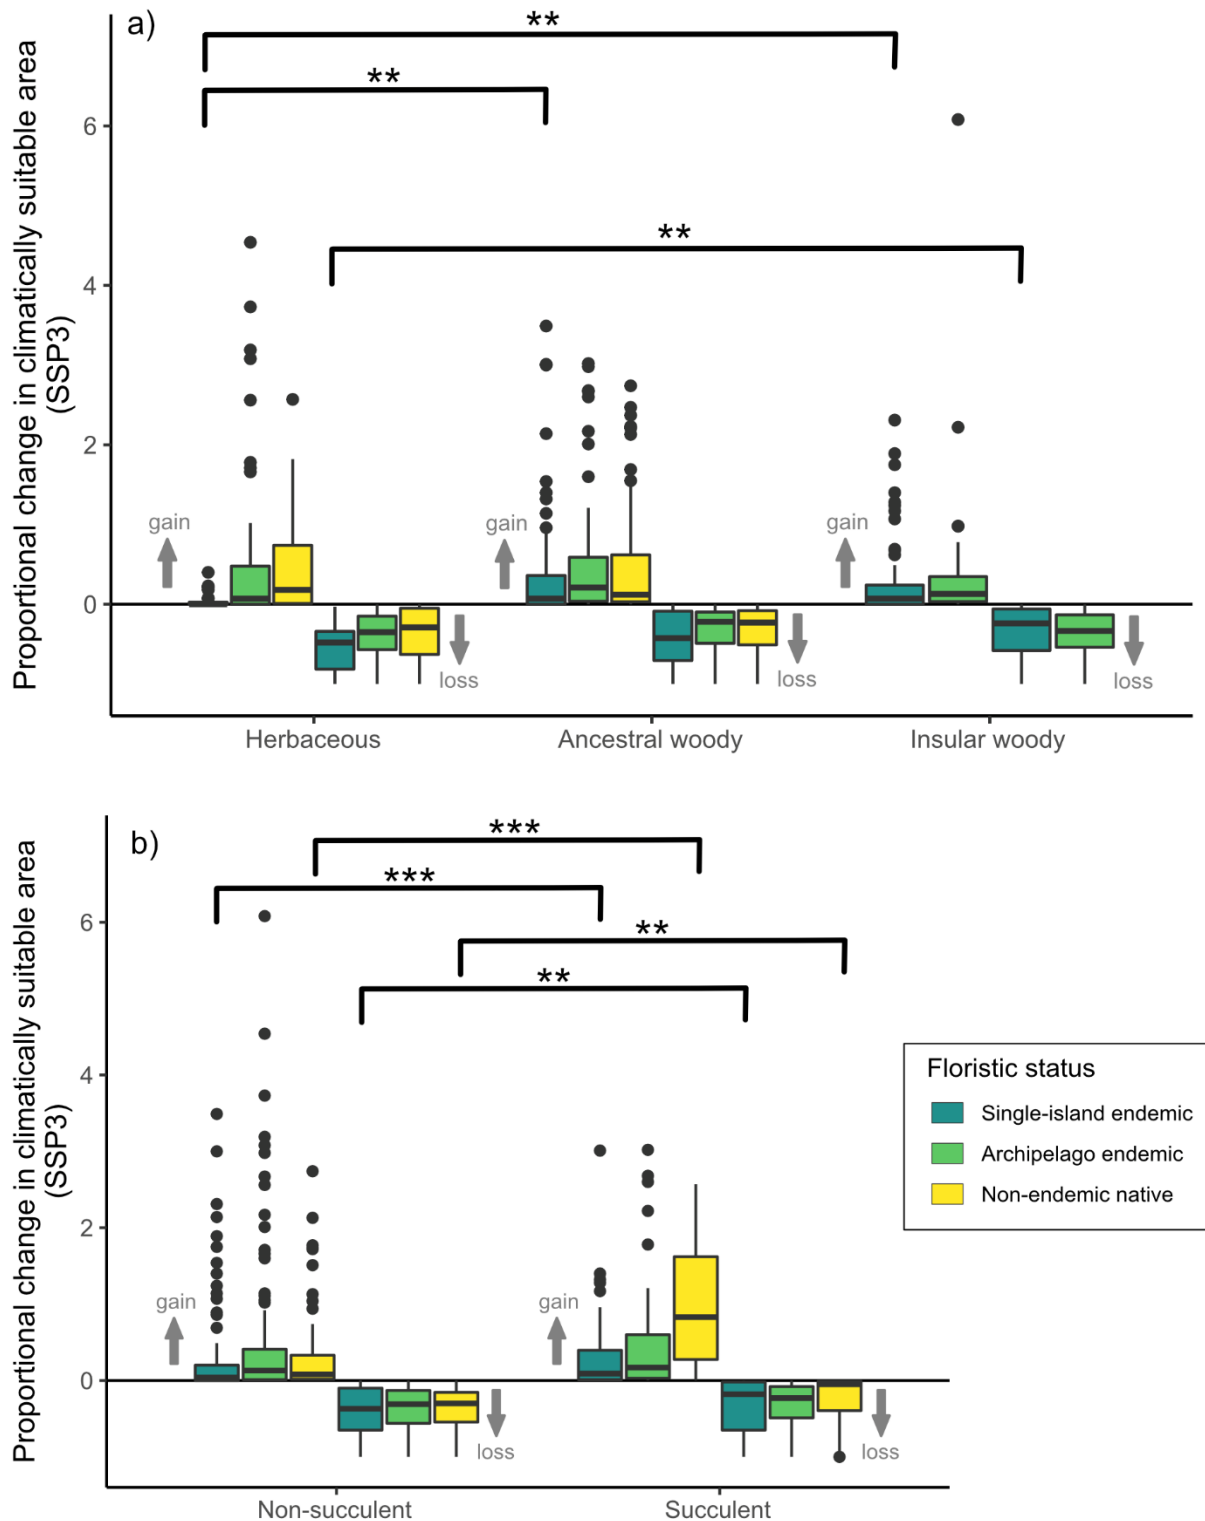 a)
**
**
**
Proportional change in climatically suitable area
(SSP3)
6
4
2
0
gain
loss
gain
loss
gain
loss
Herbaceous
Ancestral woody
Insular woody
b)
***
***
**
**
Proportional change in climatically suitable area
(SSP3)
6
4
2
0
gain
loss
gain
loss
Non-succulent
Succulent
Floristic status
Single-island endemic
Archipelago endemic
Non-endemic native